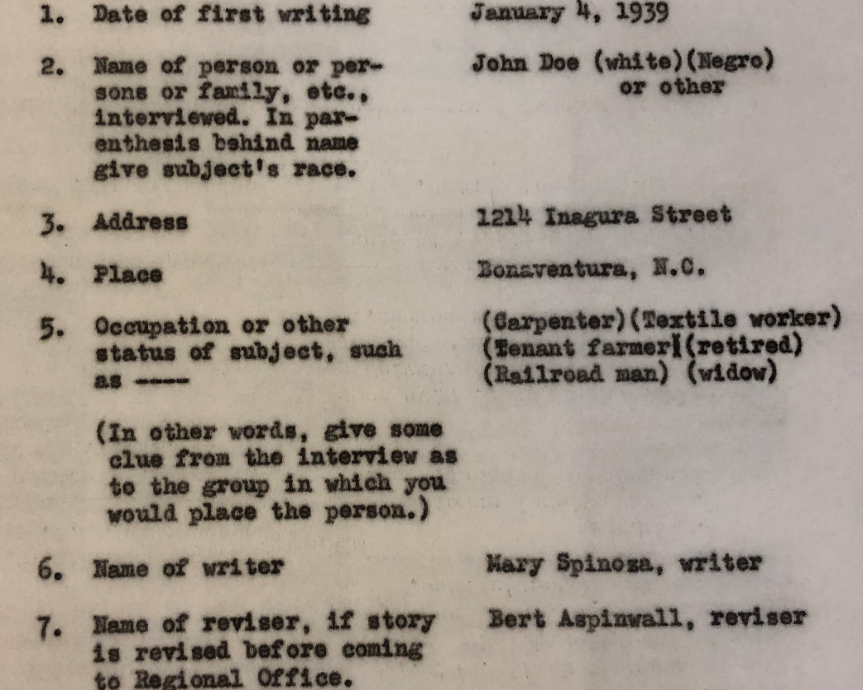 1. Date of first writing January 4, 1939
2. Name of person or per- John Doe (white)(Negro)
sons or family, etc., or other
interviewed. In par-
enthesis behind name
give subject's race.
3. Address 1214 Inagura Street
4. Place Bonaventura, N.C.
5. Occupation or other (Carpenter)(Textile worker)
status of subject, such (Tenant farmer)(retired)
as ---- (Railroad man) (widow)
(In other words, give some
clue from the interview as
to the group in which you
would place the person.)
6. Name of writer Mary Spinoza, writer
7. Name of reviser, if story Bert Aspinwall, reviser
is revised before coming
to Regional Office.